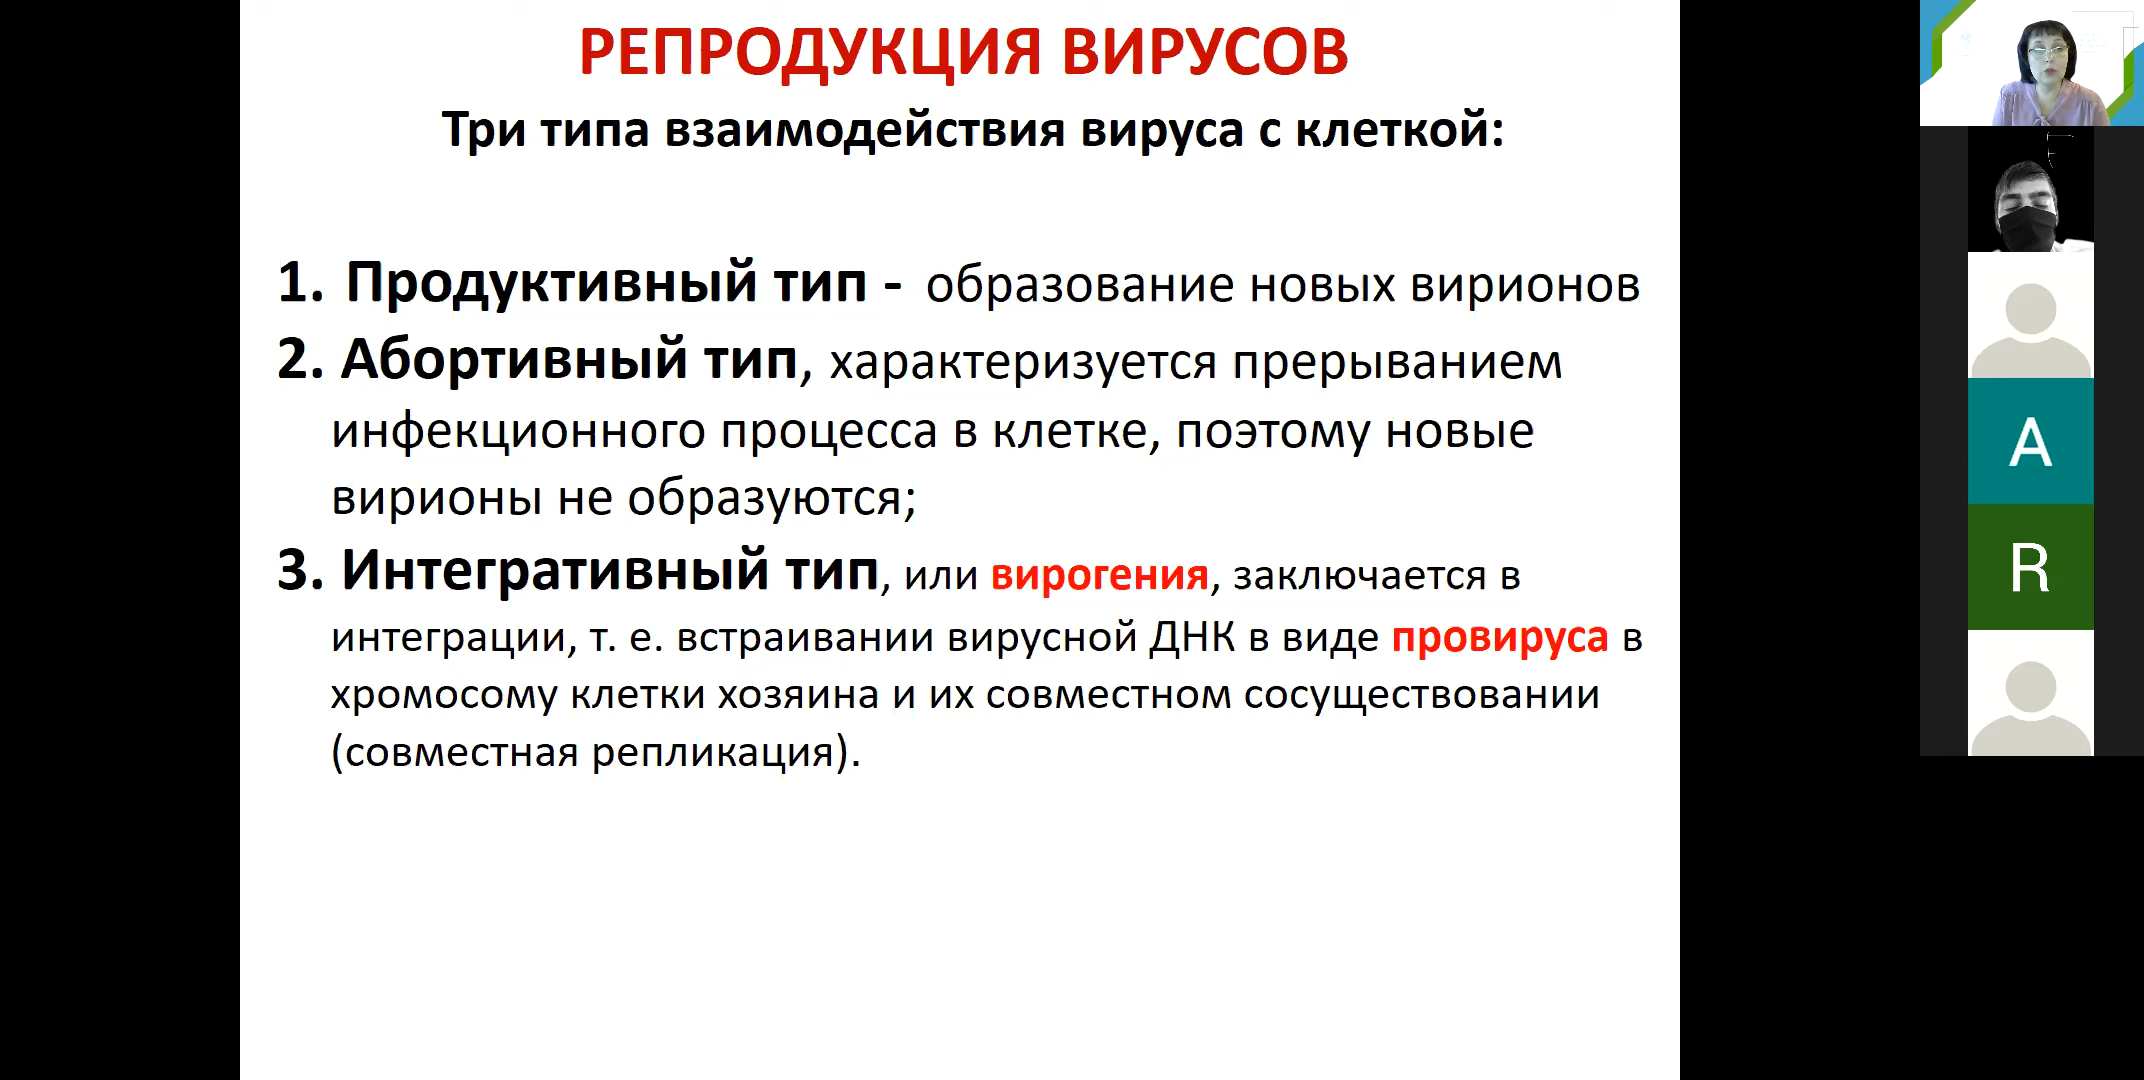 РЕПРОДУКЦИЯ ВИРУСОВ
Три типа взаимодействия вируса с клеткой:
1. Продуктивный тип - образование новых вирионов
2. Абортивный тип, характеризуется прерыванием
инфекционного процесса в клетке, поэтому новые
вирионы не образуются;
3. Интегративный тип, или вирогения, заключается в
интеграции, т. е. встраивании вирусной ДНК в виде провируса в
хромосому клетки хозяина и их совместном сосуществовании
(совместная репликация).
A
R